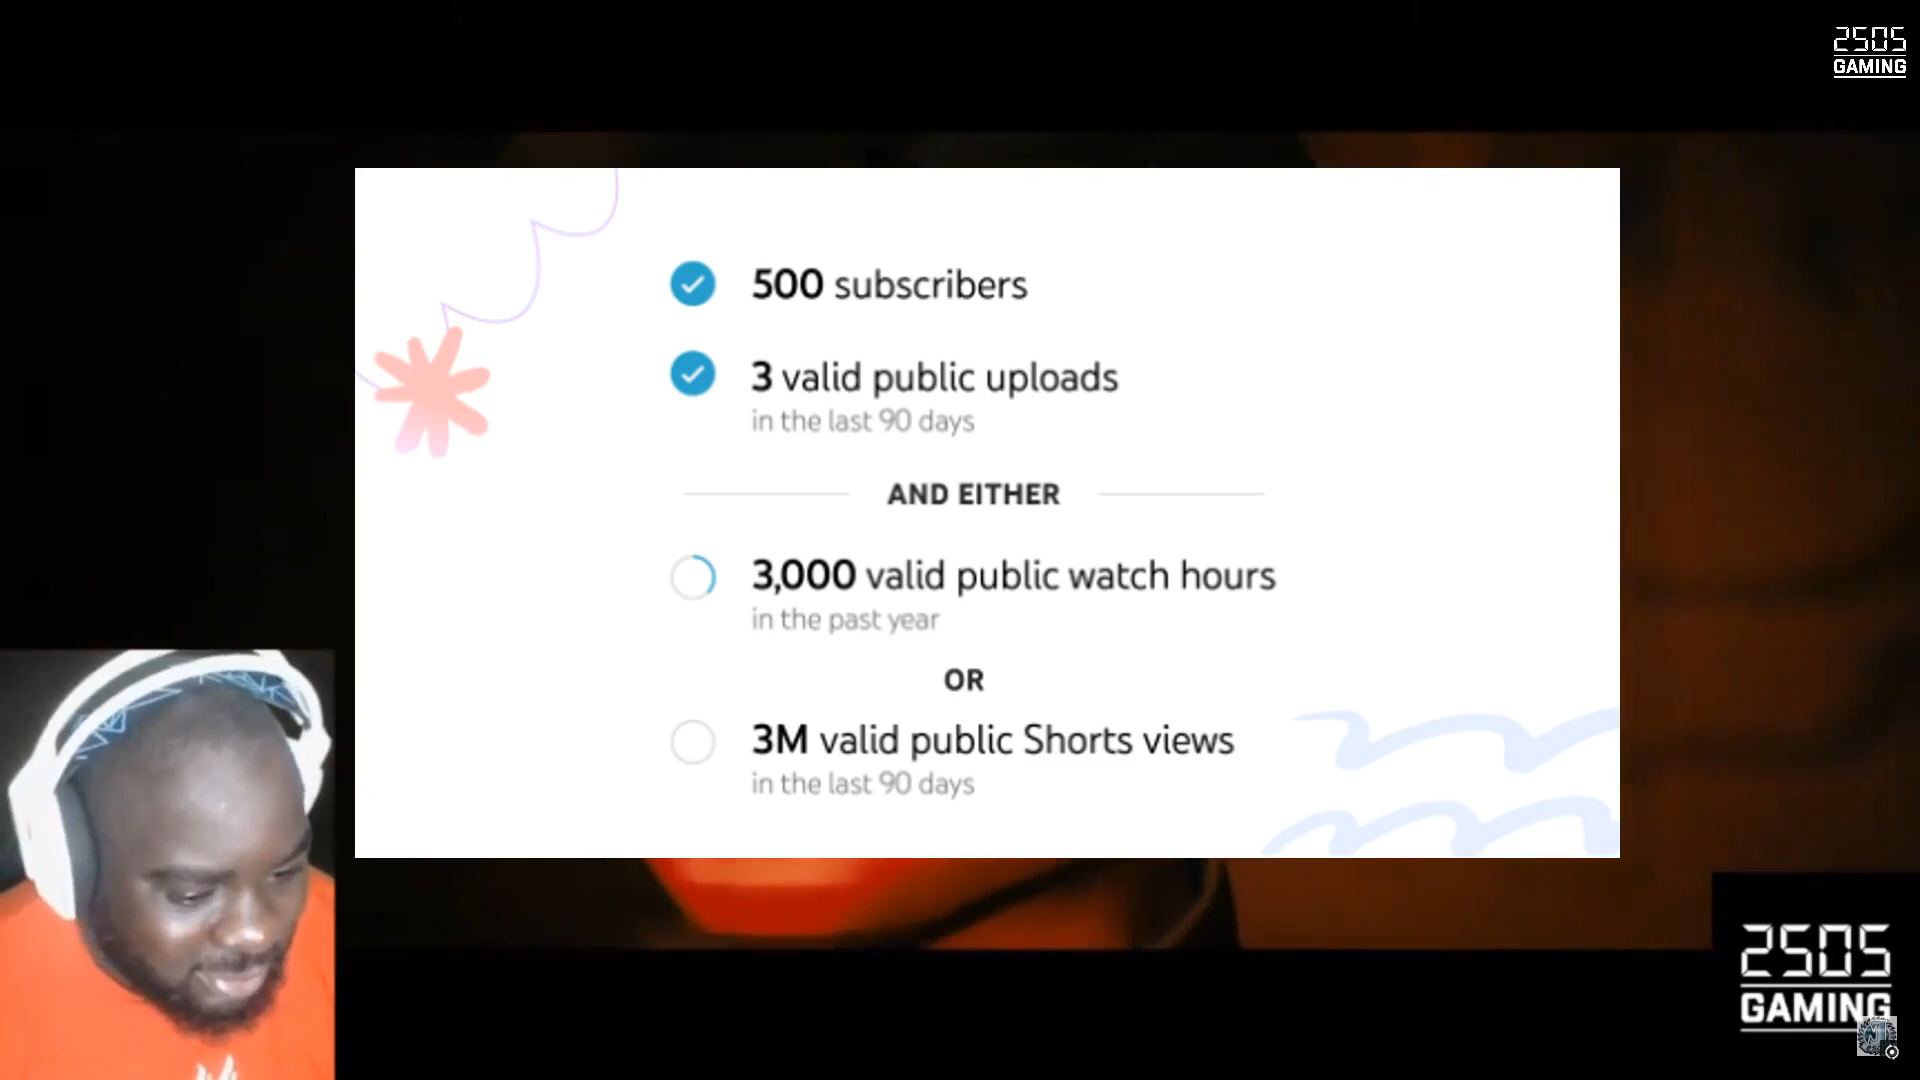 2505
GAMING
500 subscribers
3 valid public uploads
in the last 90 days
AND EITHER
3,000 valid public watch hours
in the past year
OR
3M valid public Shorts views
in the last 90 days
2505
GAMING